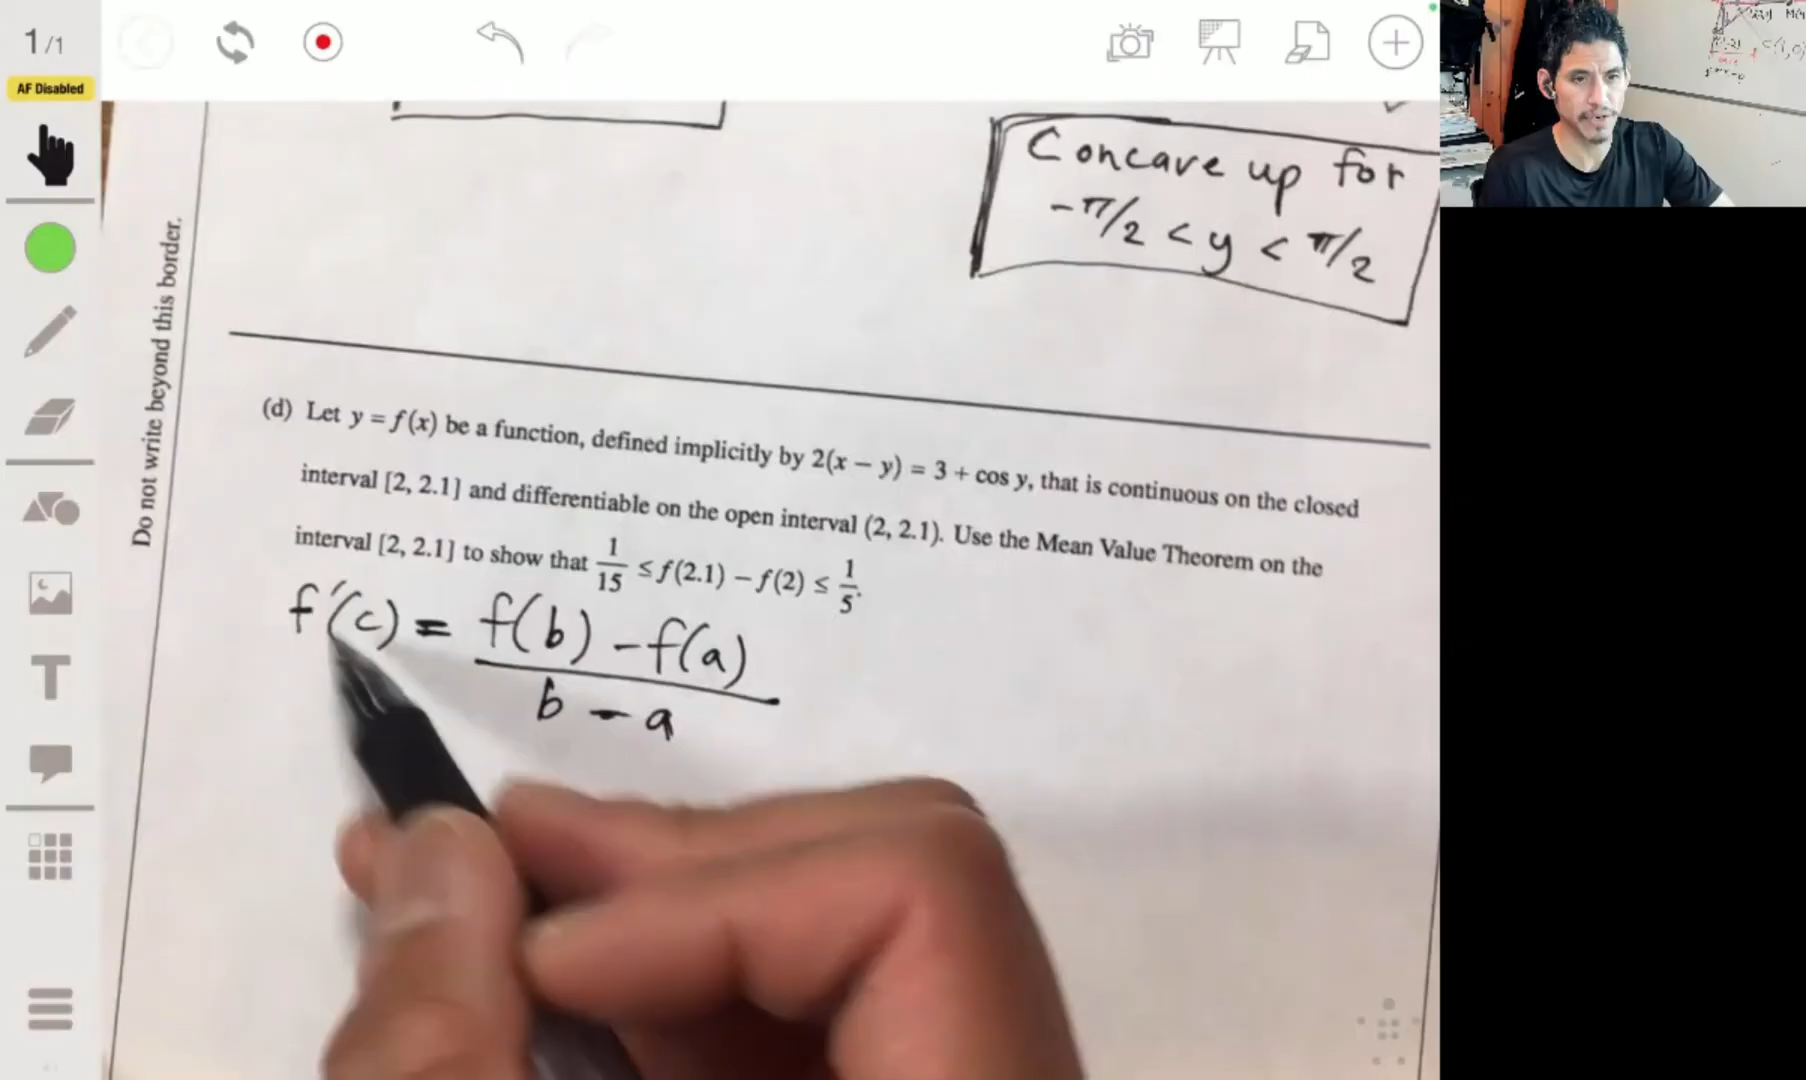 1/1
AF Disabled
Concave up for
-π/2 < y < π/2
Do not write beyond this border.
(d) Let y = f(x) be a function, defined implicitly by 2(x − y) = 3 + cos y, that is continuous on the closed
interval [2, 2.1] and differentiable on the open interval (2, 2.1). Use the Mean Value Theorem on the
interval [2, 2.1] to show that 1/15 ≤ f(2.1) − f(2) ≤ 1/5.
f'(c) = f(b) - f(a)
b - a
T